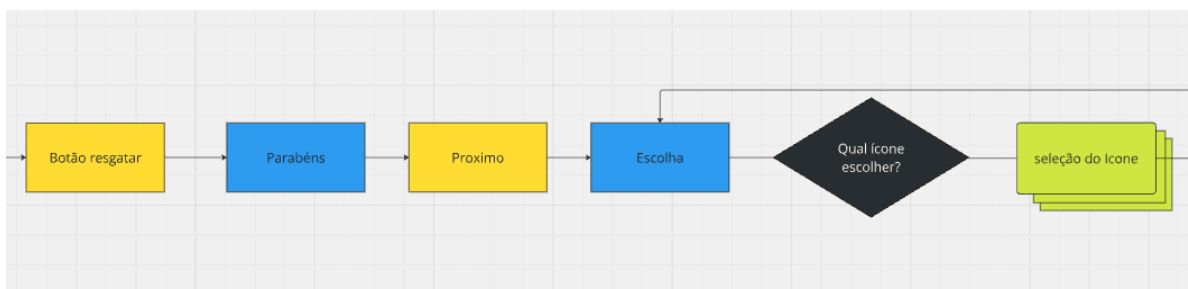 Botão resgatar
Parabéns
Proximo
Escolha
Qual ícone
escolher?
seleção do Icone